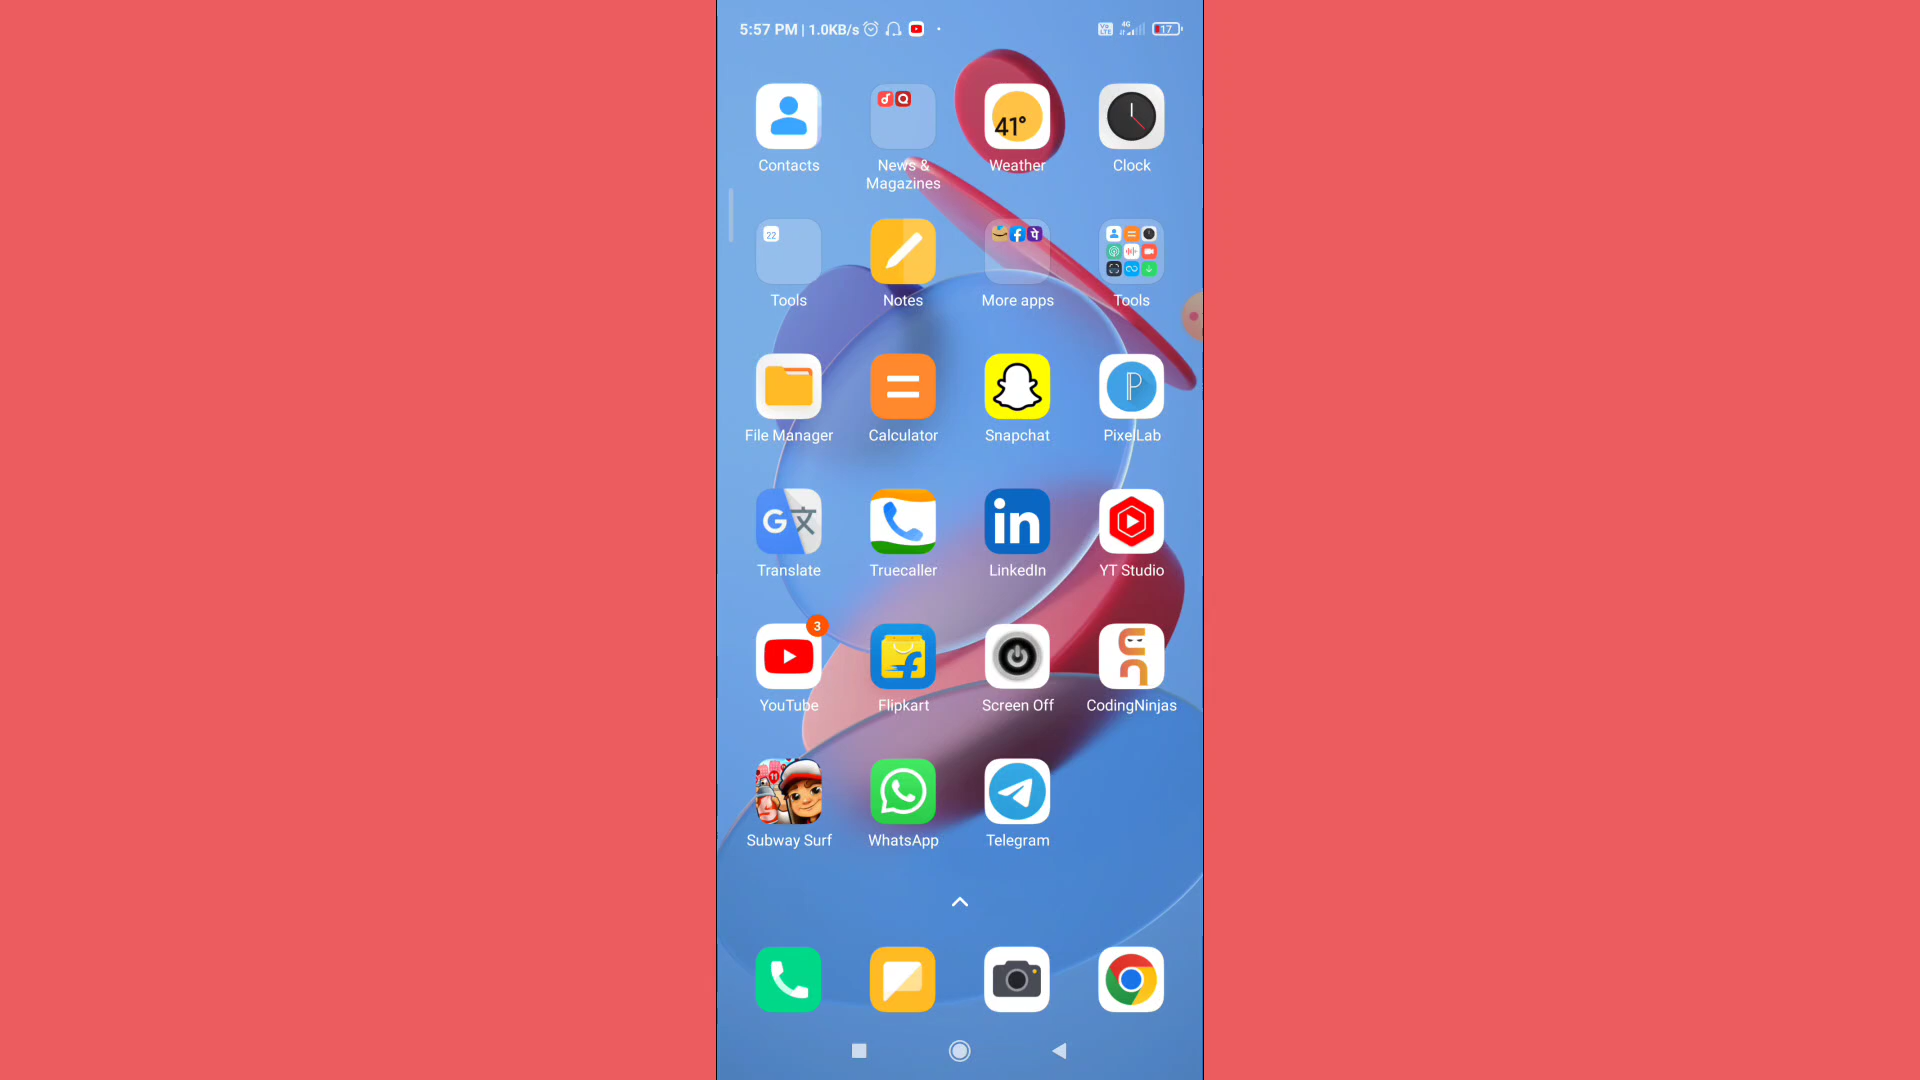 5:57 PM | 1.0KB/s
4G
17
Contacts
News &
Magazines
41°
Weather
Clock
22
Tools
Notes
More apps
Tools
File Manager
Calculator
Snapchat
P
PixelLab
G
Translate
Truecaller
in
LinkedIn
YT Studio
3
YouTube
f
Flipkart
Screen Off
CodingNinjas
Subway Surf
WhatsApp
Telegram